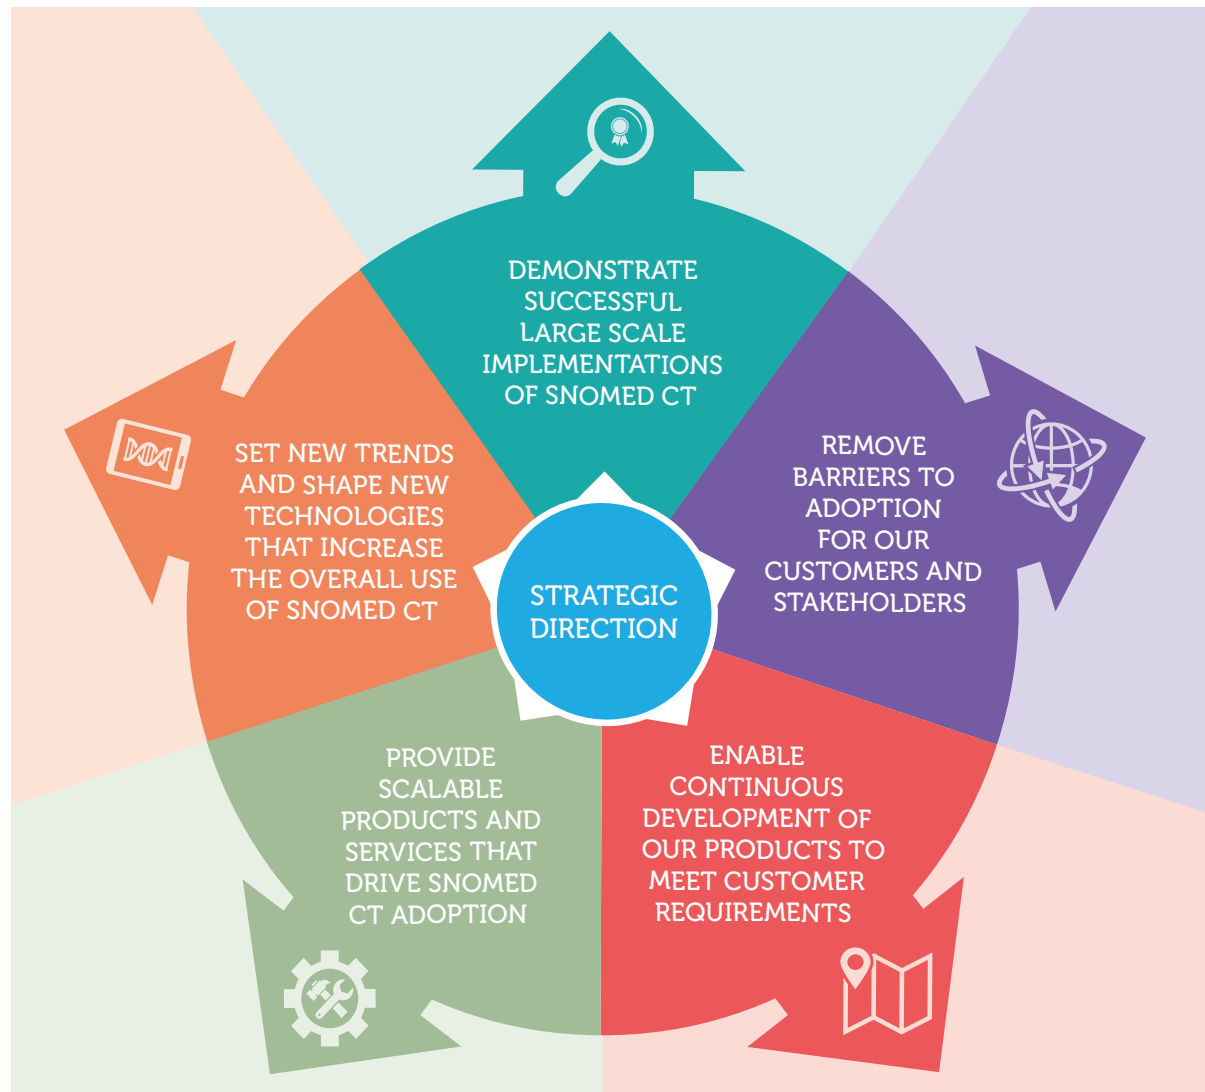 DEMONSTRATE
SUCCESSFUL
LARGE SCALE
IMPLEMENTATIONS
OF SNOMED CT
REMOVE
BARRIERS TO
ADOPTION
FOR OUR
CUSTOMERS AND
STAKEHOLDERS
ENABLE
CONTINUOUS
DEVELOPMENT OF
OUR PRODUCTS TO
MEET CUSTOMER
REQUIREMENTS
PROVIDE
SCALABLE
PRODUCTS AND
SERVICES THAT
DRIVE SNOMED
CT ADOPTION
SET NEW TRENDS
AND SHAPE NEW
TECHNOLOGIES
THAT INCREASE
THE OVERALL USE
OF SNOMED CT
STRATEGIC
DIRECTION